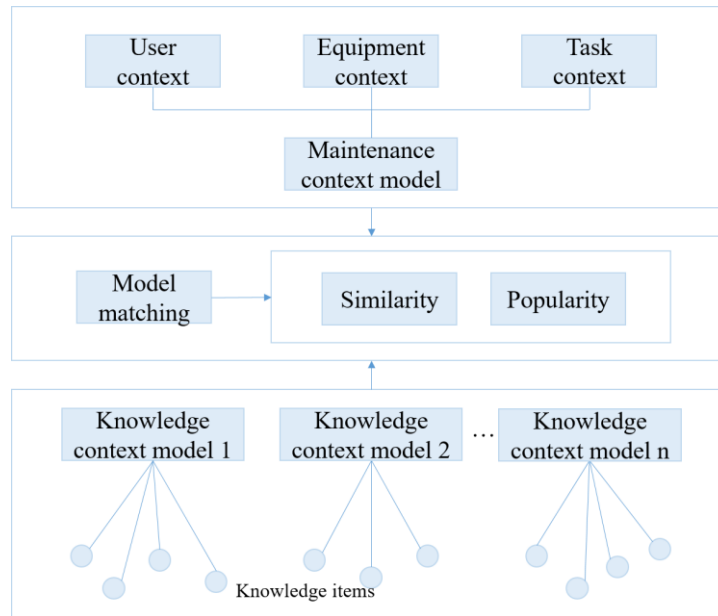 User
context
Equipment
context
Task
context
Maintenance
context model
Model
matching
Similarity
Popularity
Knowledge
context model 1
Knowledge
context model 2
...
Knowledge
context model n
Knowledge items